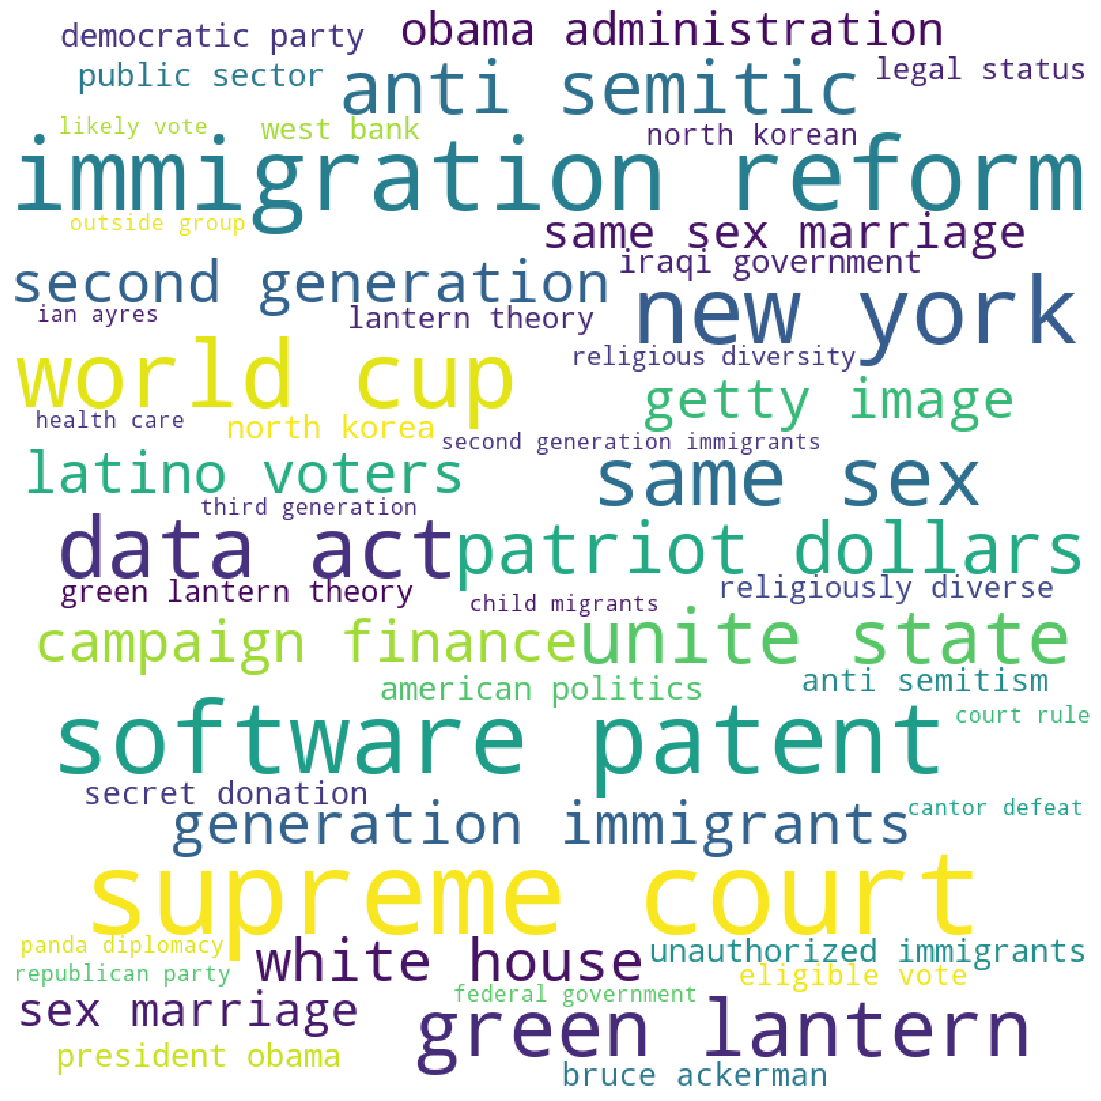 democratic party
obama administration
public sector
anti semitic
legal status
likely vote
west bank
north korean
immigration reform
outside group
same sex marriage
second generation
iraqi government
ian ayres
lantern theory
new york
world cup
religious diversity
getty image
health care
north korea
second generation immigrants
latino voters
same sex
third generation
data act
patriot dollars
green lantern theory
child migrants
religiously diverse
campaign finance
unite state
american politics
anti semitism
software patent
court rule
secret donation
generation immigrants
cantor defeat
supreme court
panda diplomacy
white house
unauthorized immigrants
republican party
eligible vote
sex marriage
federal government
green lantern
president obama
bruce ackerman